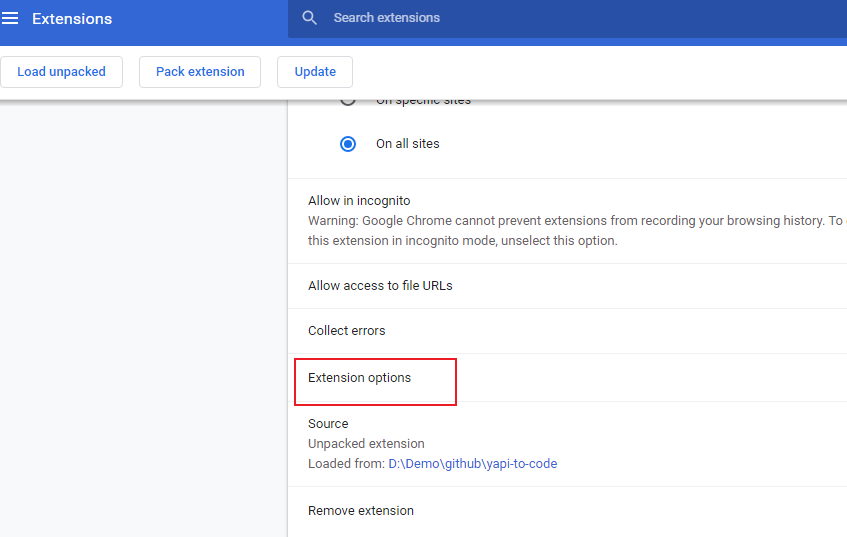 Extensions
Search extensions
Load unpacked
Pack extension
Update
On specific sites
On all sites
Allow in incognito
Warning: Google Chrome cannot prevent extensions from recording your browsing history. To
this extension in incognito mode, unselect this option.
Allow access to file URLs
Collect errors
Extension options
Source
Unpacked extension
Loaded from: D:\Demo\github\yapi-to-code
Remove extension